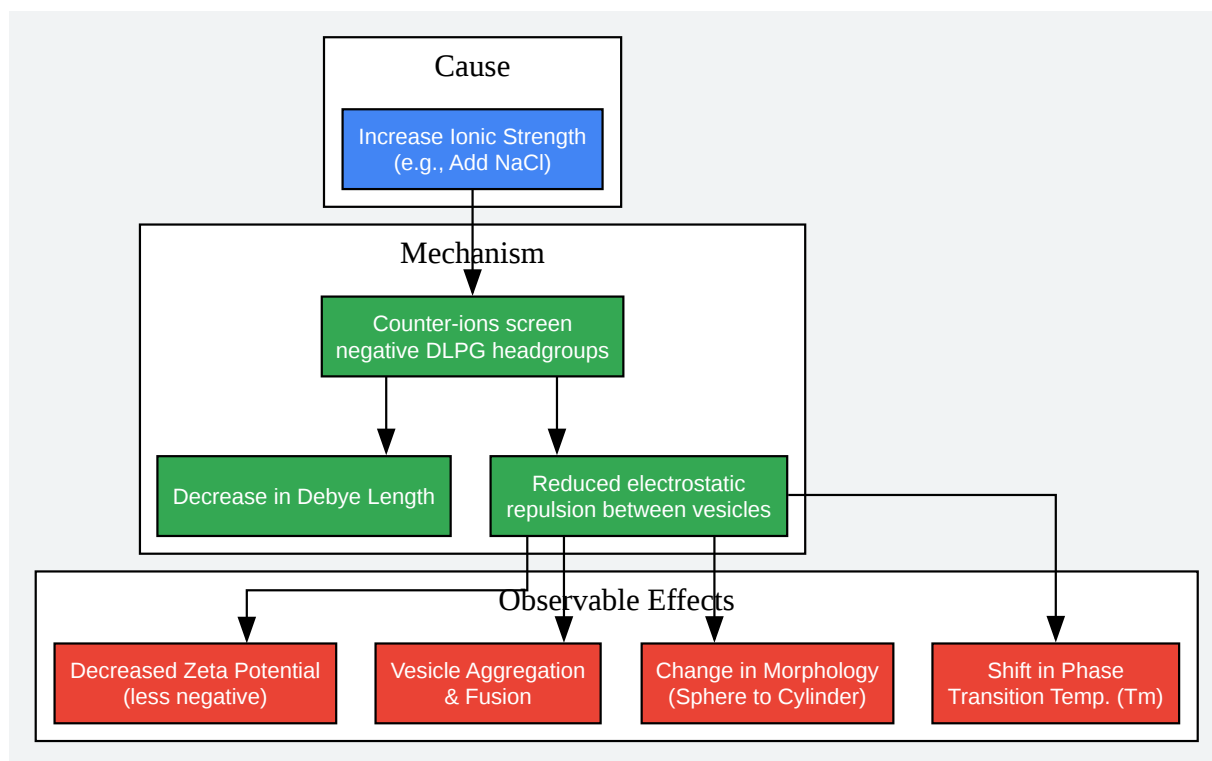 Cause
Increase Ionic Strength
(e.g., Add NaCl)
Mechanism
Counter-ions screen
negative DLPG headgroups
Decrease in Debye Length
Reduced electrostatic
repulsion between vesicles
Observable Effects
Decreased Zeta Potential
(less negative)
Vesicle Aggregation
& Fusion
Change in Morphology
(Sphere to Cylinder)
Shift in Phase
Transition Temp. (Tm)